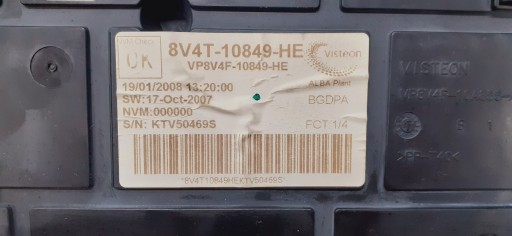 UK
8V4T-10849-HE
VP8V4F-10849-HE
Visteon
19/01/2008 13:20:00
ALBA Plant
SW: 17-Oct-2007
BGDPA
NVM:000000
S/N: KTV50469S
FCT:1/4
*8V4T10849HEKTV50469S*
VISTEON